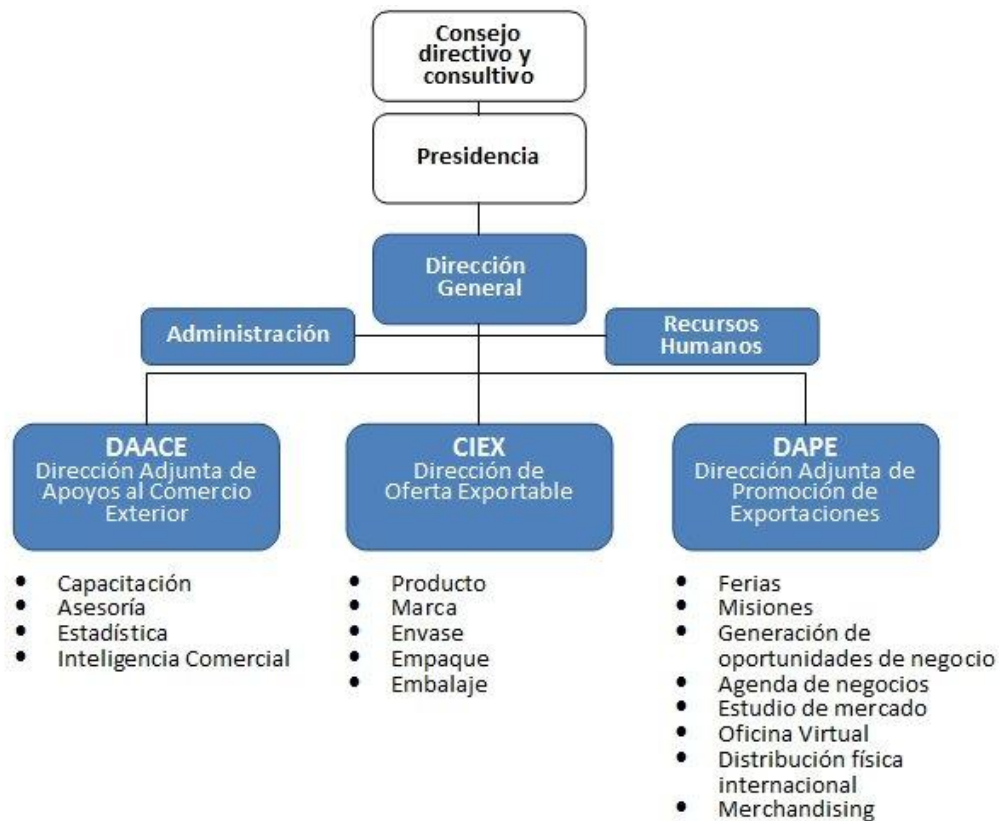 Consejo
directivo y
consultivo
Presidencia
Dirección
General
Administración
Recursos
Humanos
DAACE
Dirección Adjunta de
Apoyos al Comercio
Exterior
CIEX
Dirección de
Oferta Exportable
DAPE
Dirección Adjunta de
Promoción de
Exportaciones
• Capacitación
• Asesoría
• Estadística
• Inteligencia Comercial
• Producto
• Marca
• Envase
• Empaque
• Embalaje
• Ferias
• Misiones
• Generación de
oportunidades de negocio
• Agenda de negocios
• Estudio de mercado
• Oficina Virtual
• Distribución física
internacional
• Merchandising